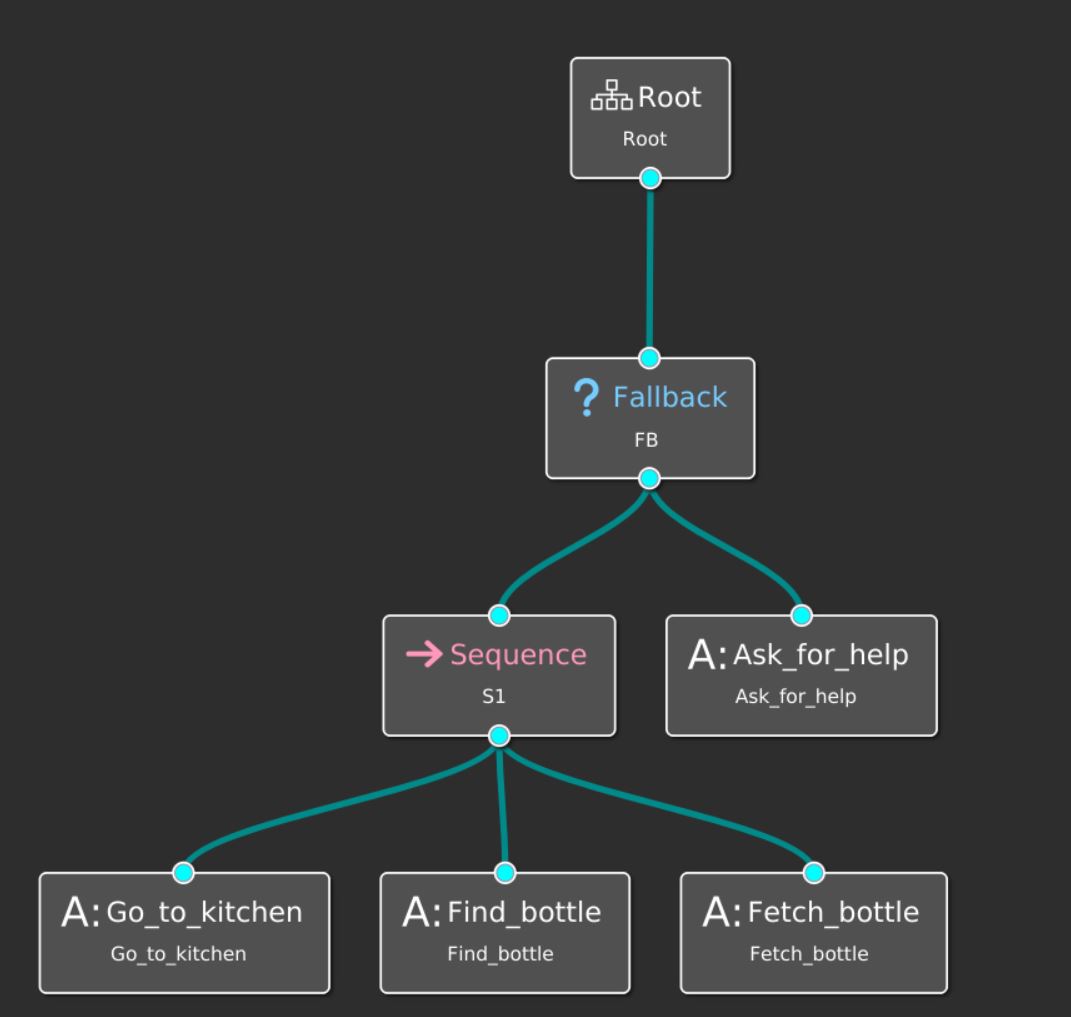 Root
Root
? Fallback
FB
Sequence
S1
A: Ask_for_help
Ask_for_help
A: Go_to_kitchen
Go_to_kitchen
A: Find_bottle
Find_bottle
A: Fetch_bottle
Fetch_bottle